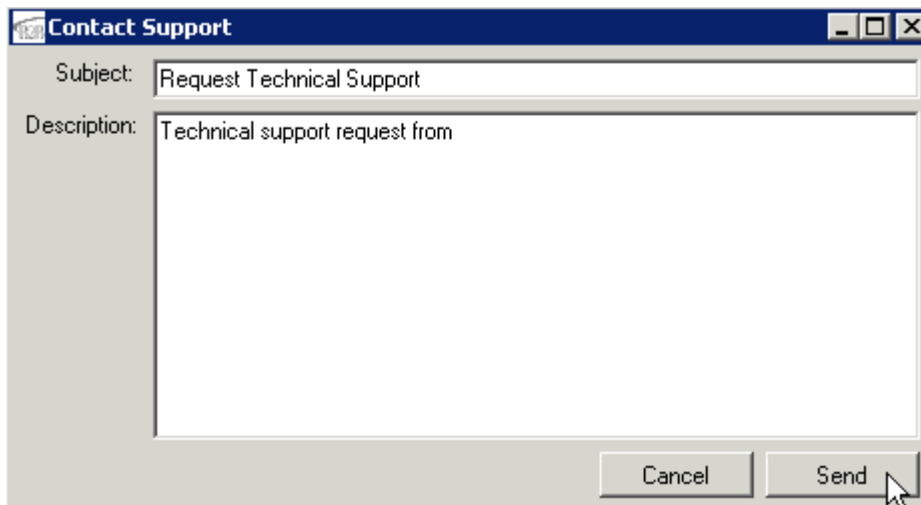 Contact Support
Subject: Request Technical Support
Description: Technical support request from
Cancel Send